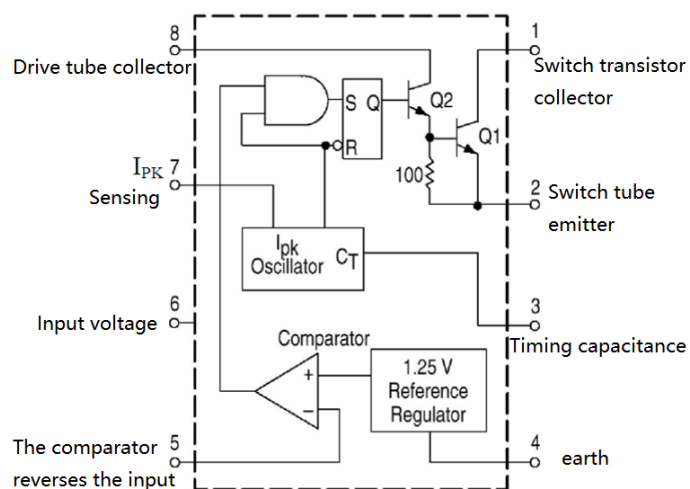 8
1
Drive tube collector
Switch transistor
collector
S Q
Q2
R
Q1
100
I_PK 7
Sensing
2
Switch tube
emitter
Ipk
Oscillator
CT
6
Input voltage
3
Timing capacitance
Comparator
+
−
1.25 V
Reference
Regulator
5
The comparator
reverses the input
4
earth